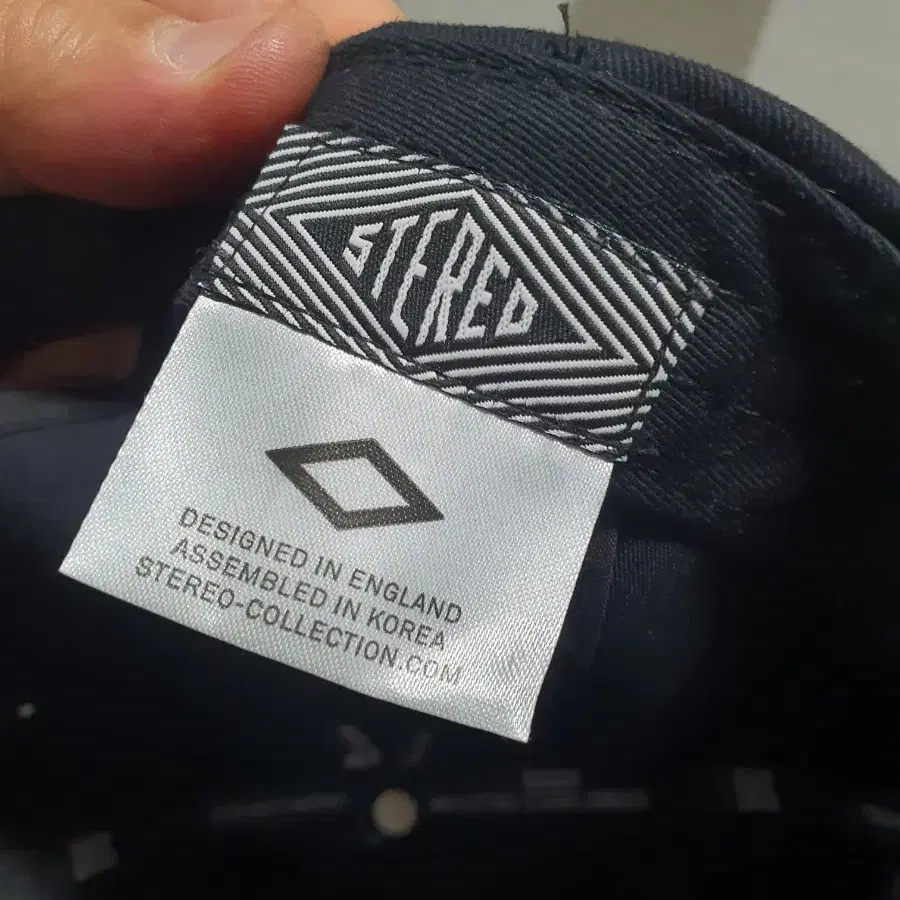 STEREO
DESIGNED IN ENGLAND
ASSEMBLED IN KOREA
STEREO-COLLECTION.COM